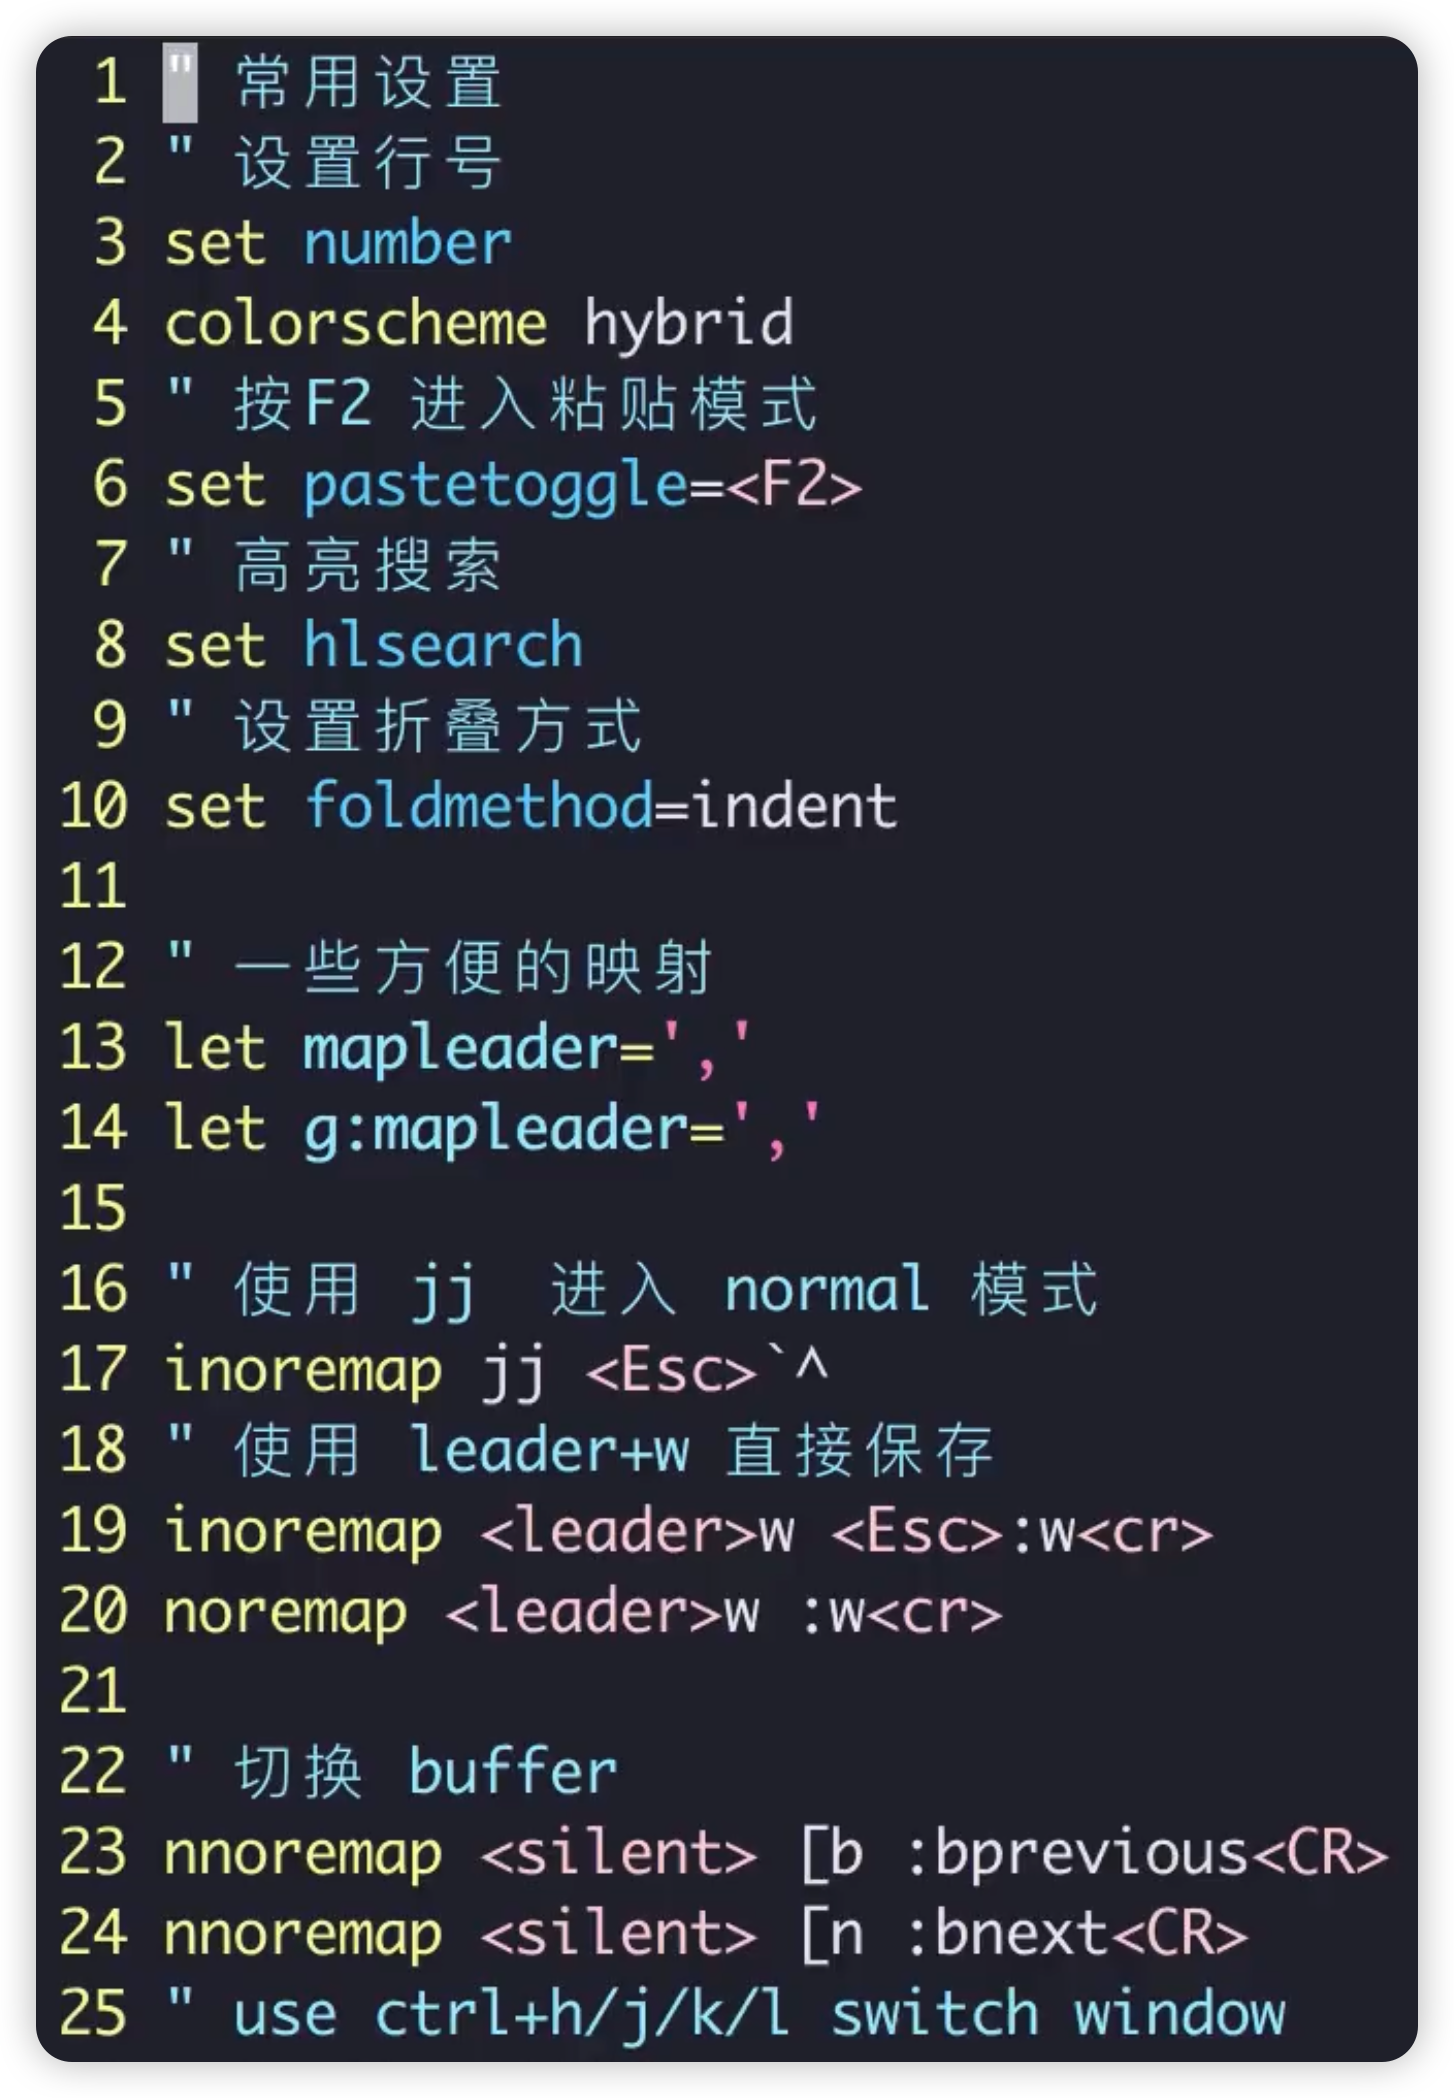 1 " 常用设置
2 " 设置行号
3 set number
4 colorscheme hybrid
5 " 按F2 进入粘贴模式
6 set pastetoggle=<F2>
7 " 高亮搜索
8 set hlsearch
9 " 设置折叠方式
10 set foldmethod=indent
11
12 " 一些方便的映射
13 let mapleader=','
14 let g:mapleader=','
15
16 " 使用 jj  进入 normal 模式
17 inoremap jj <Esc>`^
18 " 使用 leader+w 直接保存
19 inoremap <leader>w <Esc>:w<cr>
20 noremap <leader>w :w<cr>
21
22 " 切换 buffer
23 nnoremap <silent> [b :bprevious<CR>
24 nnoremap <silent> [n :bnext<CR>
25 " use ctrl+h/j/k/l switch window